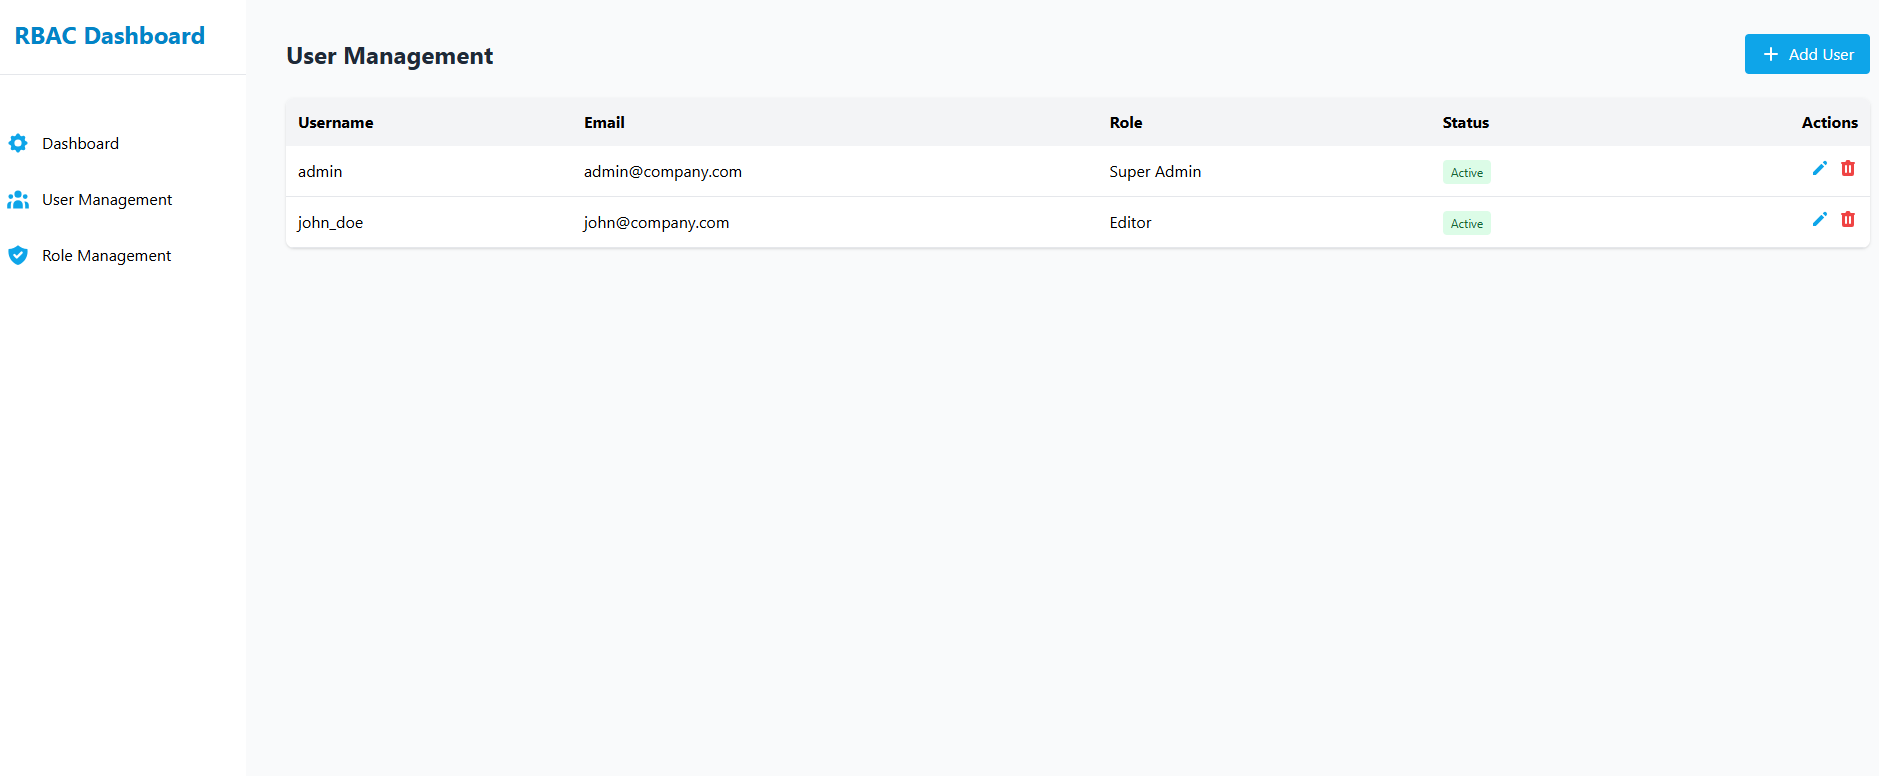 RBAC Dashboard
Dashboard
User Management
Role Management
User Management
Add User
Username Email Role Status Actions
admin admin@company.com Super Admin Active
john_doe john@company.com Editor Active